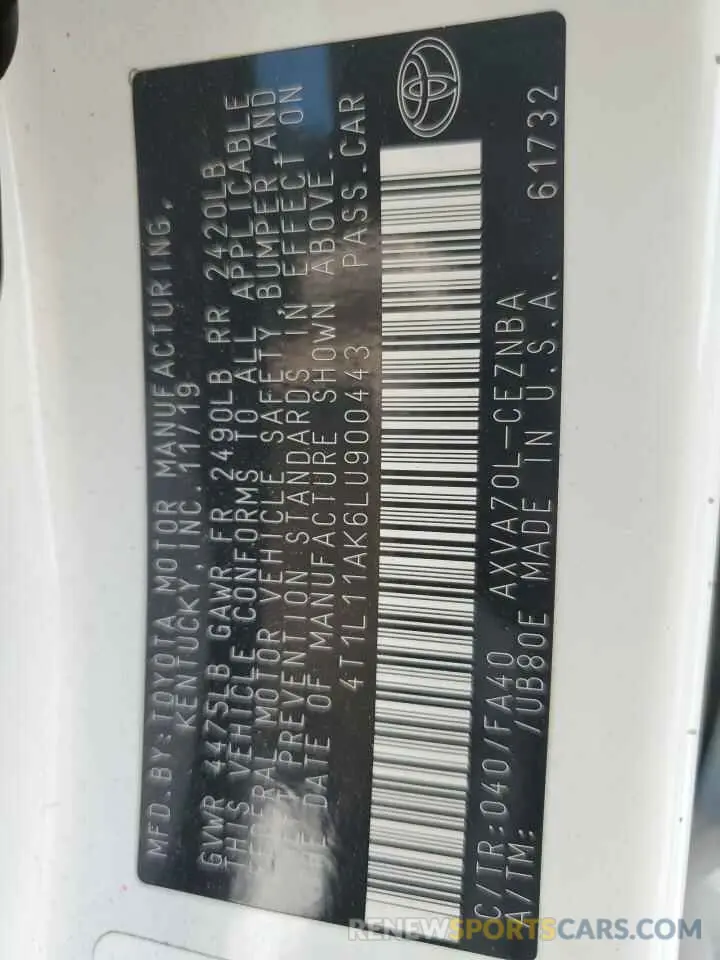 MFD.BY:TOYOTA MOTOR MANUFACTURING,
KENTUCKY,INC. 11/19
GVWR 4475LB GAWR FR 2490LB RR 2420LB
THIS VEHICLE CONFORMS TO ALL APPLICABLE
FEDERAL MOTOR VEHICLE SAFETY, BUMPER AND
THEFT PREVENTION STANDARDS IN EFFECT ON
THE DATE OF MANUFACTURE SHOWN ABOVE.
4T1L11AK6LU900443 PASS.CAR
C/TR:040/FA40 AXVA70L-CEZNBA
A/TM: /UB80E MADE IN U.S.A. 61732
RENEWSPORTSCARS.COM